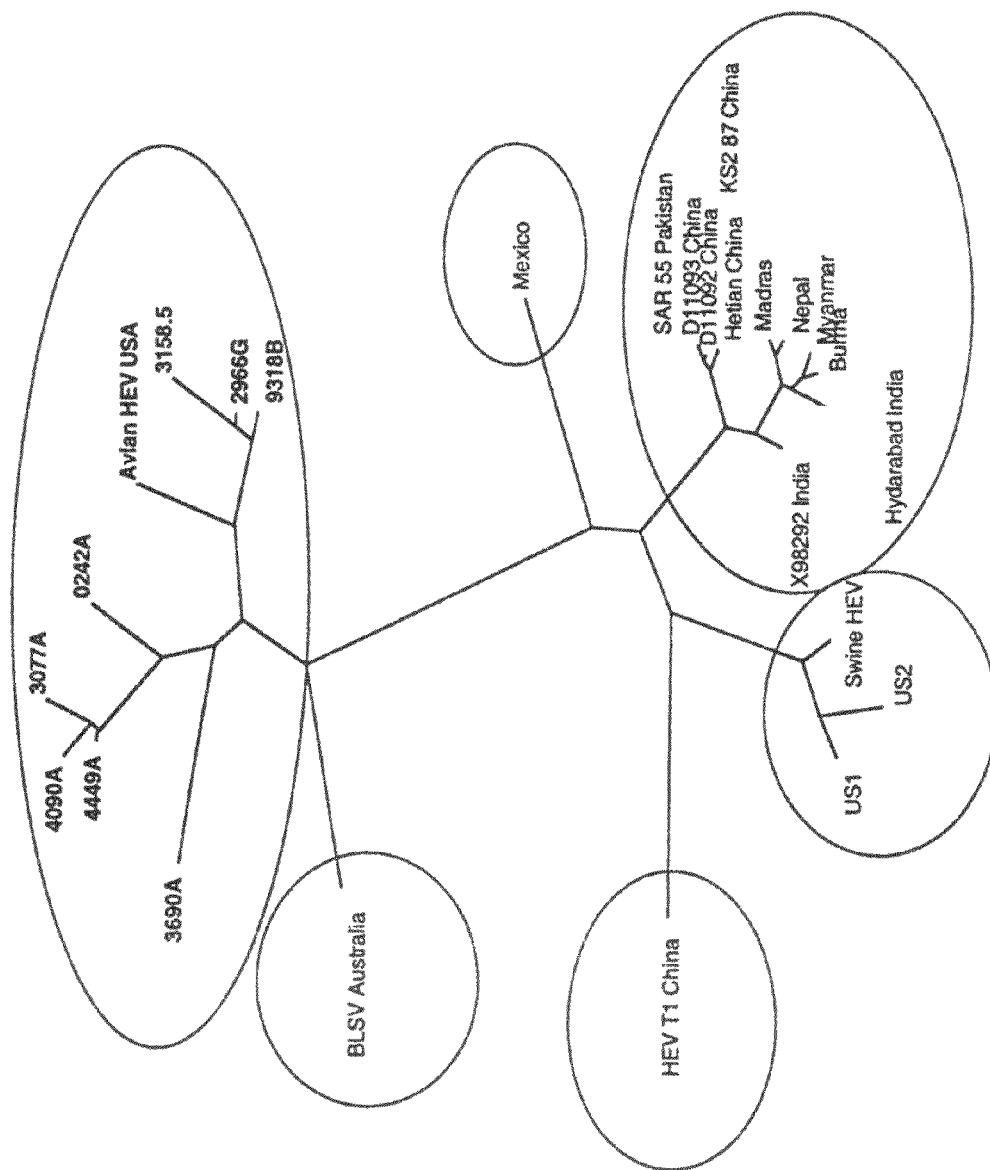 3077A
4090A
4449A
0242A
3690A
Avian HEV USA
3158.5
2966G
9318B
BLSV Australia
Mexico
HEV T1 China
SAR 55 Pakistan
D11093 China
D11092 China
Hetian China
KS2 87 China
Madras
Nepal
Myanmar
Burma
Hydarabad India
X98292 India
Swine HEV
US2
US1